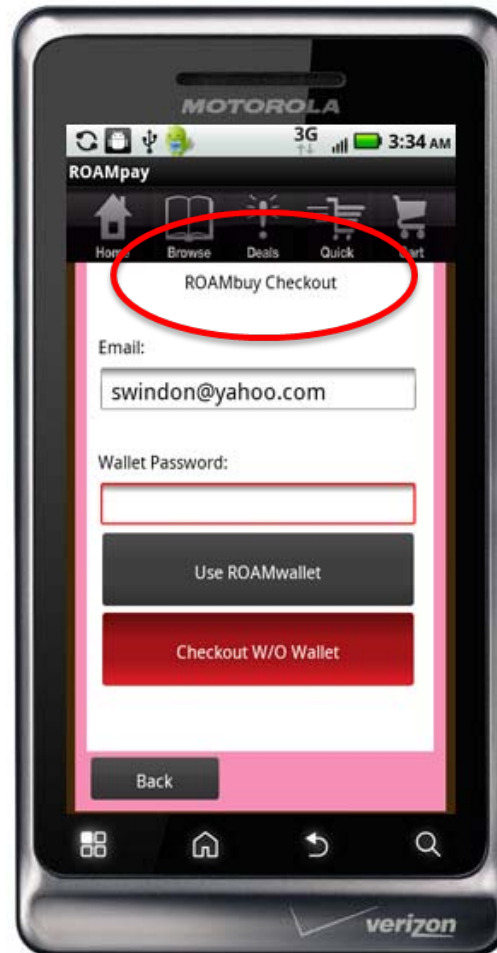 MOTOROLA
3G 3:34 AM
ROAMpay
Home Browse Deals Quick Cart
ROAMbuy Checkout
Email:
swindon@yahoo.com
Wallet Password:
Use ROAMwallet
Checkout W/O Wallet
Back
verizon